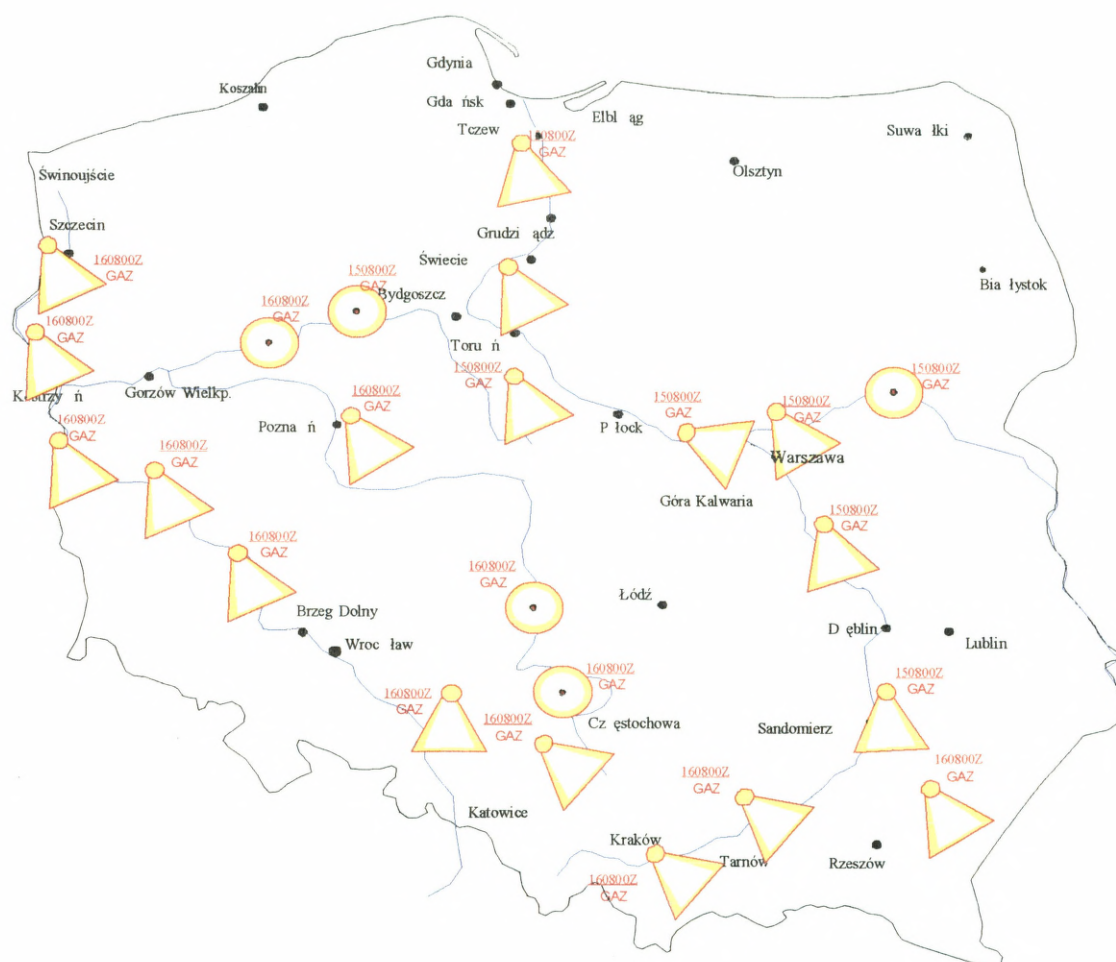 Gdynia
Koszalin
Gda ńsk
Elbl ąg
Tczew
150800Z
GAZ
Suwa łki
Olsztyn
Świnoujście
Szczecin
Grudzi ądz
160800Z
GAZ
Świecie
150800Z
GAZ
Bydgoszcz
Bia łystok
160800Z
GAZ
160800Z
GAZ
Toru ń
150800Z
GAZ
150800Z
GAZ
Kostrzy ń
Gorzów Wielkp.
160800Z
GAZ
Pozna ń
P łock
150800Z
GAZ
150800Z
GAZ
160800Z
GAZ
Warszawa
160800Z
GAZ
Góra Kalwaria
150800Z
GAZ
160800Z
GAZ
160800Z
GAZ
Łódź
Brzeg Dolny
Wroc ław
D ęblin
Lublin
160800Z
GAZ
150800Z
GAZ
160800Z
GAZ
160800Z
GAZ
Cz ęstochowa
Sandomierz
160800Z
GAZ
160800Z
GAZ
Katowice
Kraków
Tarnów
Rzeszów
160800Z
GAZ